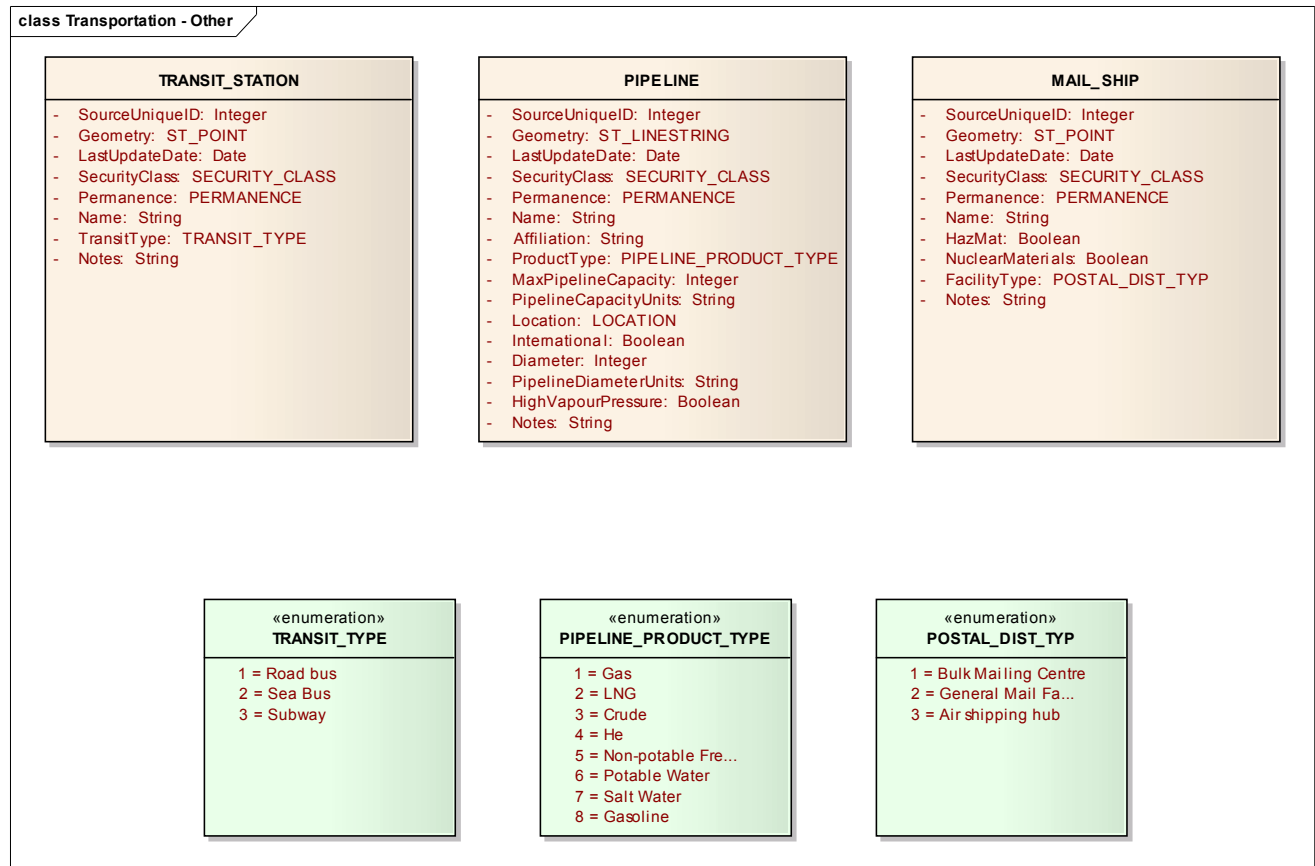 class Transportation - Other
TRANSIT_STATION
- SourceUniqueID: Integer
- Geometry: ST_POINT
- LastUpdateDate: Date
- SecurityClass: SECURITY_CLASS
- Permanence: PERMANENCE
- Name: String
- TransitType: TRANSIT_TYPE
- Notes: String
PIPELINE
- SourceUniqueID: Integer
- Geometry: ST_LINESTRING
- LastUpdateDate: Date
- SecurityClass: SECURITY_CLASS
- Permanence: PERMANENCE
- Name: String
- Affiliation: String
- ProductType: PIPELINE_PRODUCT_TYPE
- MaxPipelineCapacity: Integer
- PipelineCapacityUnits: String
- Location: LOCATION
- International: Boolean
- Diameter: Integer
- PipelineDiameterUnits: String
- HighVapourPressure: Boolean
- Notes: String
MAIL_SHIP
- SourceUniqueID: Integer
- Geometry: ST_POINT
- LastUpdateDate: Date
- SecurityClass: SECURITY_CLASS
- Permanence: PERMANENCE
- Name: String
- HazMat: Boolean
- NuclearMaterials: Boolean
- FacilityType: POSTAL_DIST_TYP
- Notes: String
«enumeration»
TRANSIT_TYPE
1 = Road bus
2 = Sea Bus
3 = Subway
«enumeration»
PIPELINE_PRODUCT_TYPE
1 = Gas
2 = LNG
3 = Crude
4 = He
5 = Non-potable Fre...
6 = Potable Water
7 = Salt Water
8 = Gasoline
«enumeration»
POSTAL_DIST_TYP
1 = Bulk Mailing Centre
2 = General Mail Fa...
3 = Air shipping hub